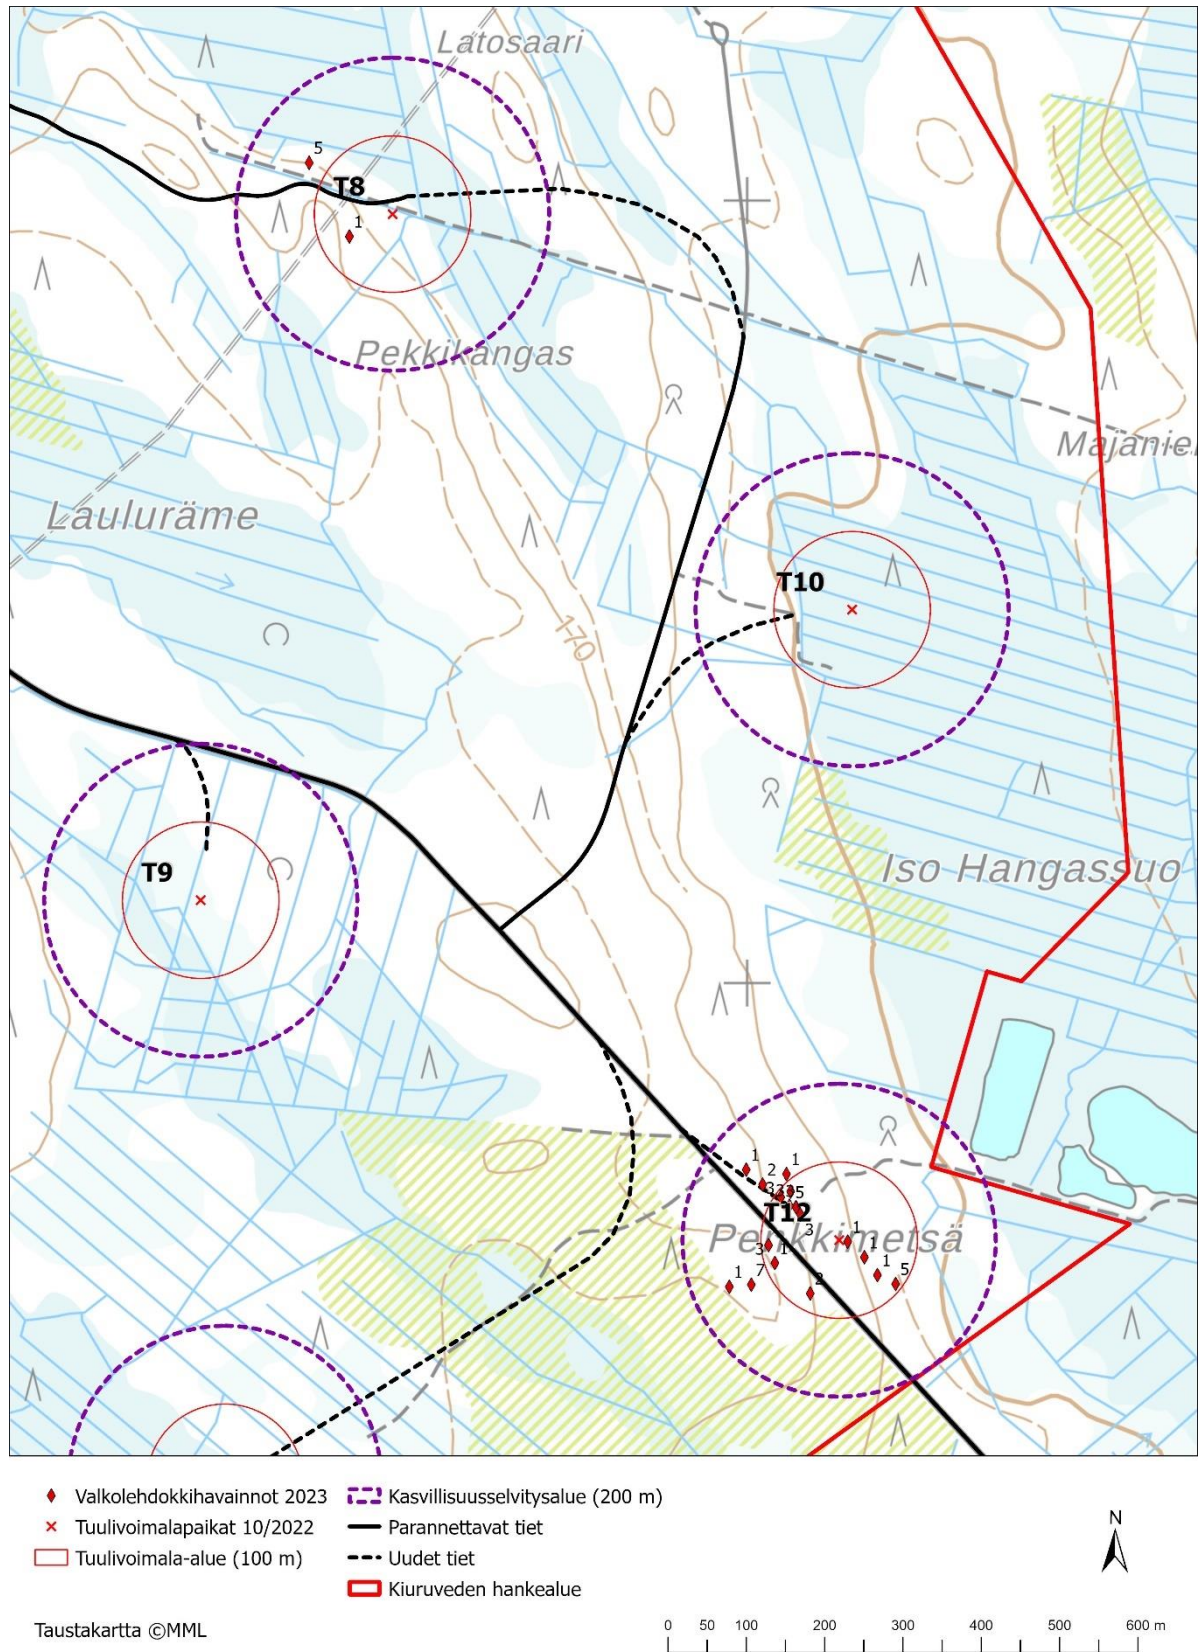 Latosaari
5
T8
1
Pekkikangas
Majanie
Lauluräme
T10
170
T9
Iso Hangassuo
1
1
2
3
5
T12
3
Penkkimetsä
3
1
1
1
1
5
1
7
2
Valkolehdokkihavainnot 2023
Tuulivoimalapaikat 10/2022
Tuulivoimala-alue (100 m)
Kasvillisuusselvitysalue (200 m)
Parannettavat tiet
Uudet tiet
Kiuruveden hankealue
N
Taustakartta ©MML
0 50 100 200 300 400 500 600 m